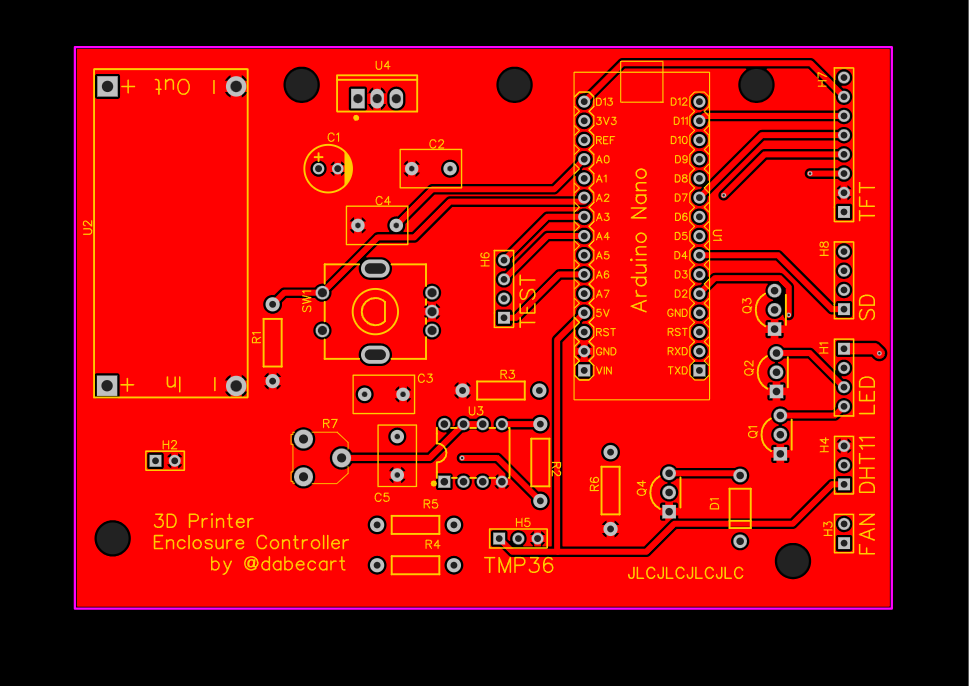 U4
+ Out -
H7
D13 D12
3V3 D11
REF D10
A0 D9
A1 D8
A2 D7
A3 D6
A4 D5
A5 D4
A6 D3
A7 D2
5V GND
RST RST
GND RXD
VIN TXD
Arduino Nano
U1
TFT
C1
+
C2
C4
U2
H6
TEST
SW1
R1
H8
SD
Q3
H1
LED
Q2
+ In -
C3
R3
U3
R7
C5
R2
H2
Q1
H4
DHT11
R6
Q4
D1
R5
R4
H5
TMP36
H3
FAN
3D Printer
Enclosure Controller
by @dabecart
JLCJLCJLCJLC